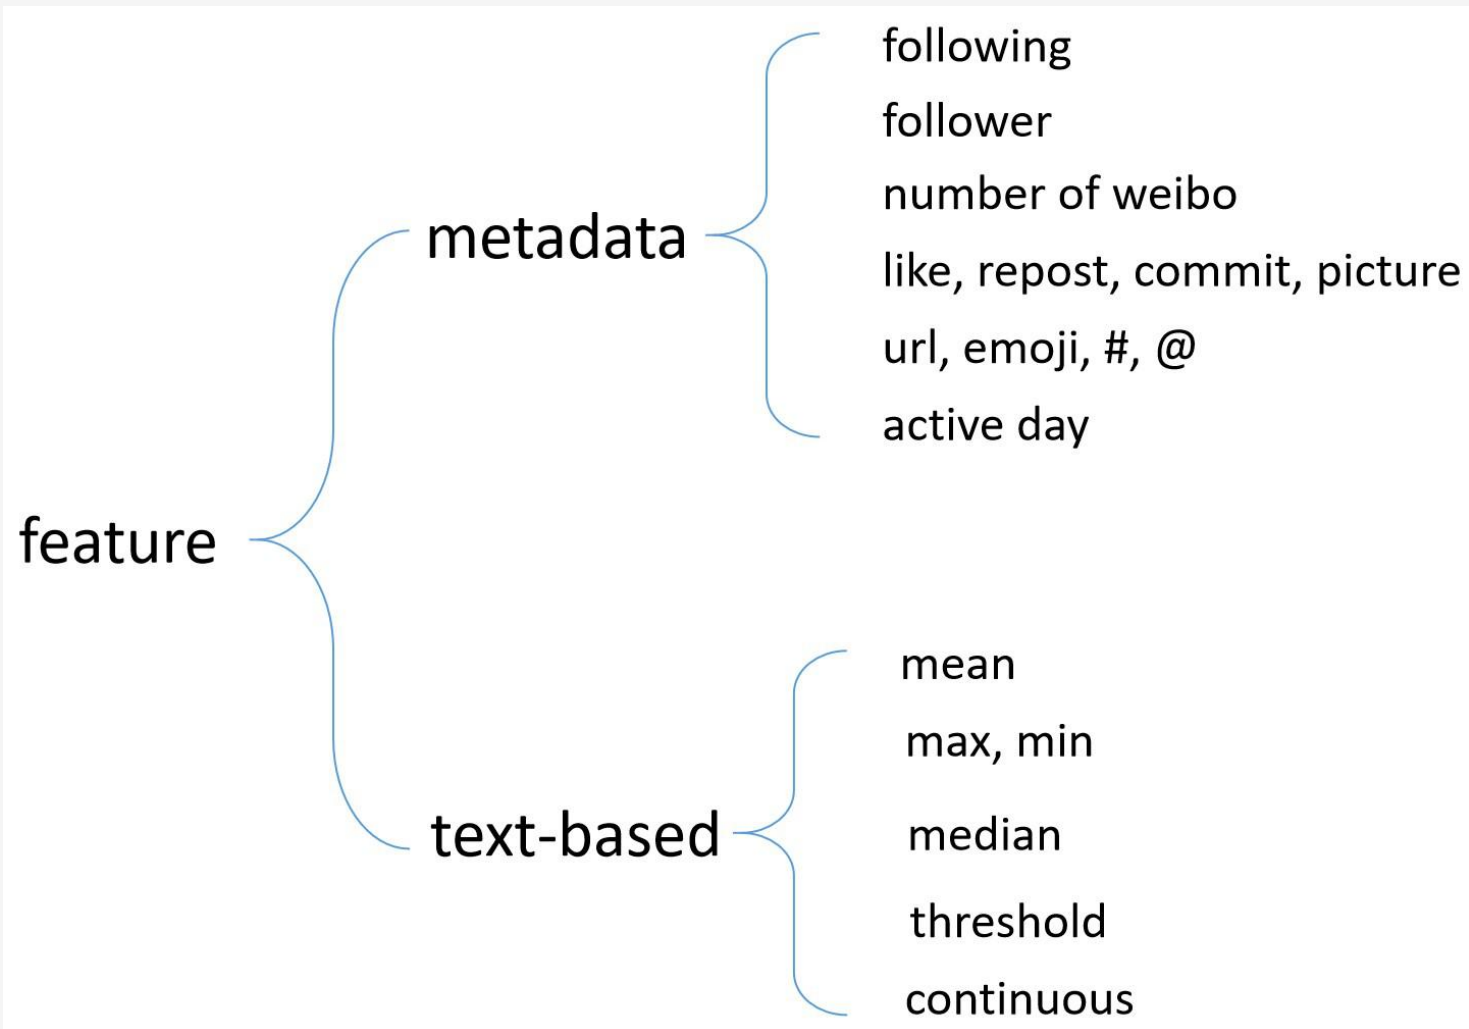 feature
metadata
following
follower
number of weibo
like, repost, commit, picture
url, emoji, #, @
active day
text-based
mean
max, min
median
threshold
continuous